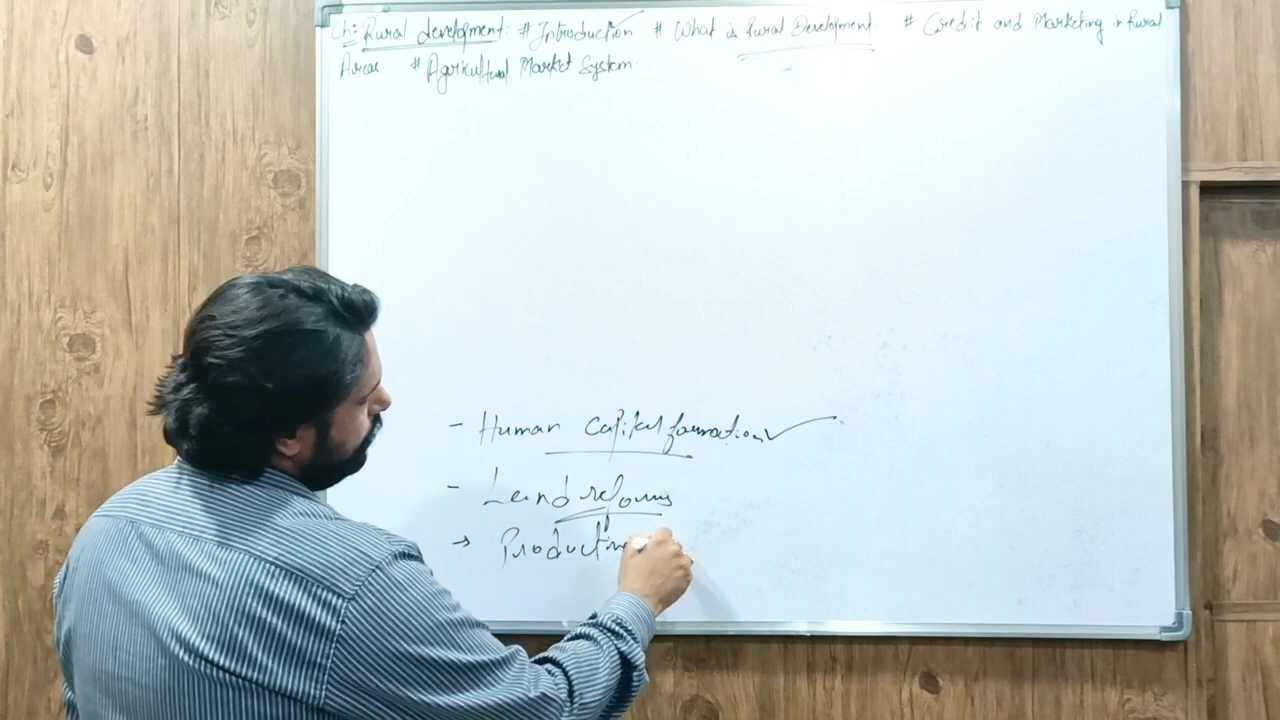 Ch: Rural development: # Introduction # What is Rural Development # Credit and Marketing in Rural
Areas # Agricultural Market System.
- Human capital formation ✓
- Land reforms
→ Productiv